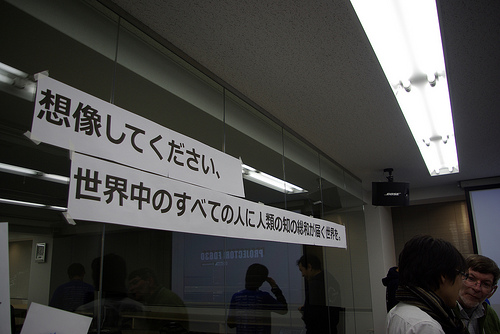 想像してください、
世界中のすべての人に人類の知の総和が届く世界を。